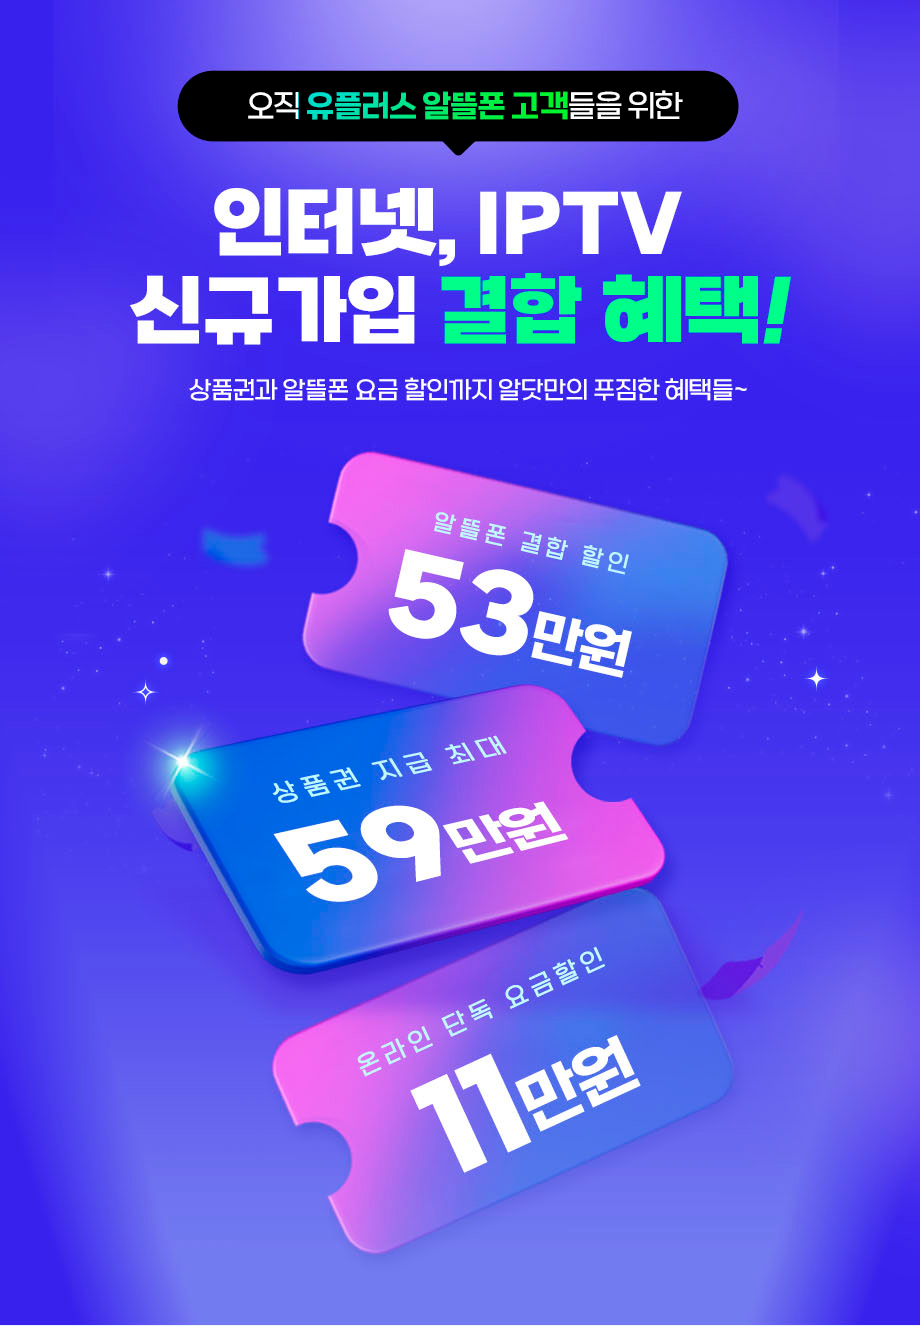 오직 유플러스 알뜰폰 고객들을 위한
인터넷, IPTV
신규가입 결합 혜택!
상품권과 알뜰폰 요금 할인까지 알닷만의 푸짐한 혜택들~
알뜰폰 결합 할인
53만원
상품권 지급 최대
59만원
온라인 단독 요금할인
11만원